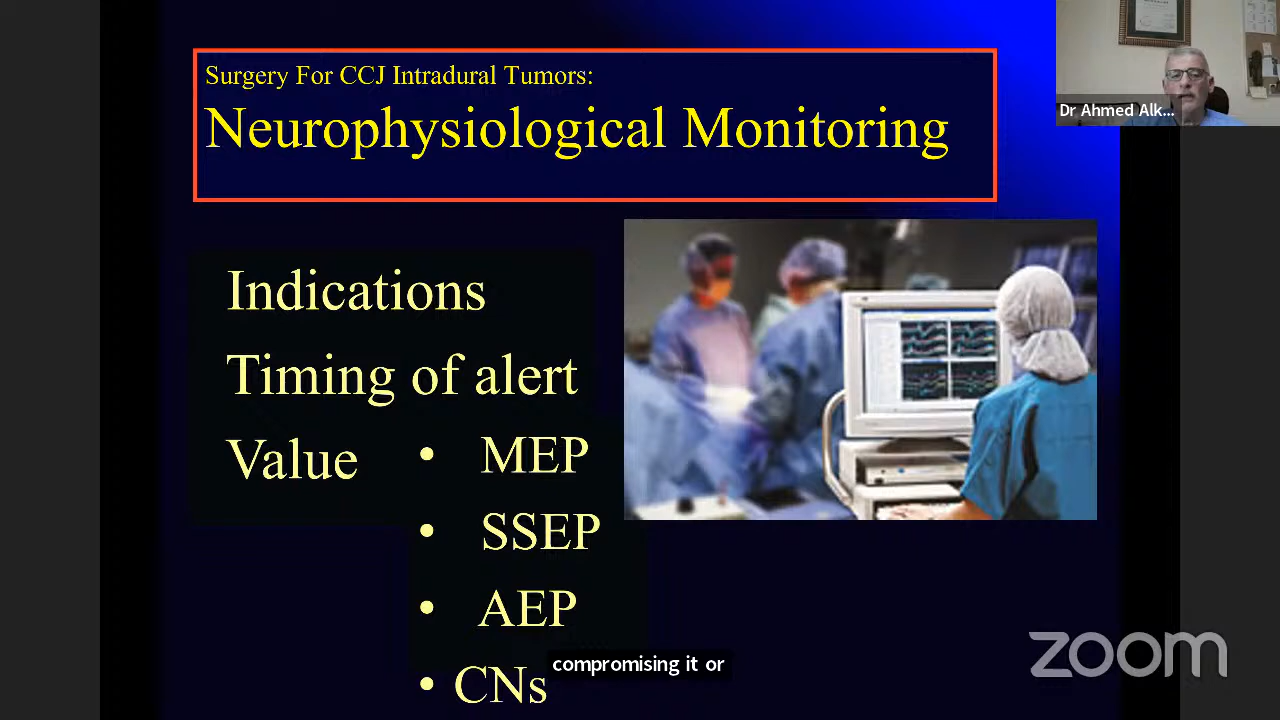 Surgery For CCJ Intradural Tumors:
Neurophysiological Monitoring
Dr Ahmed Alk...
Indications
Timing of alert
Value
• MEP
• SSEP
• AEP
• CNs
compromising it or
zoom